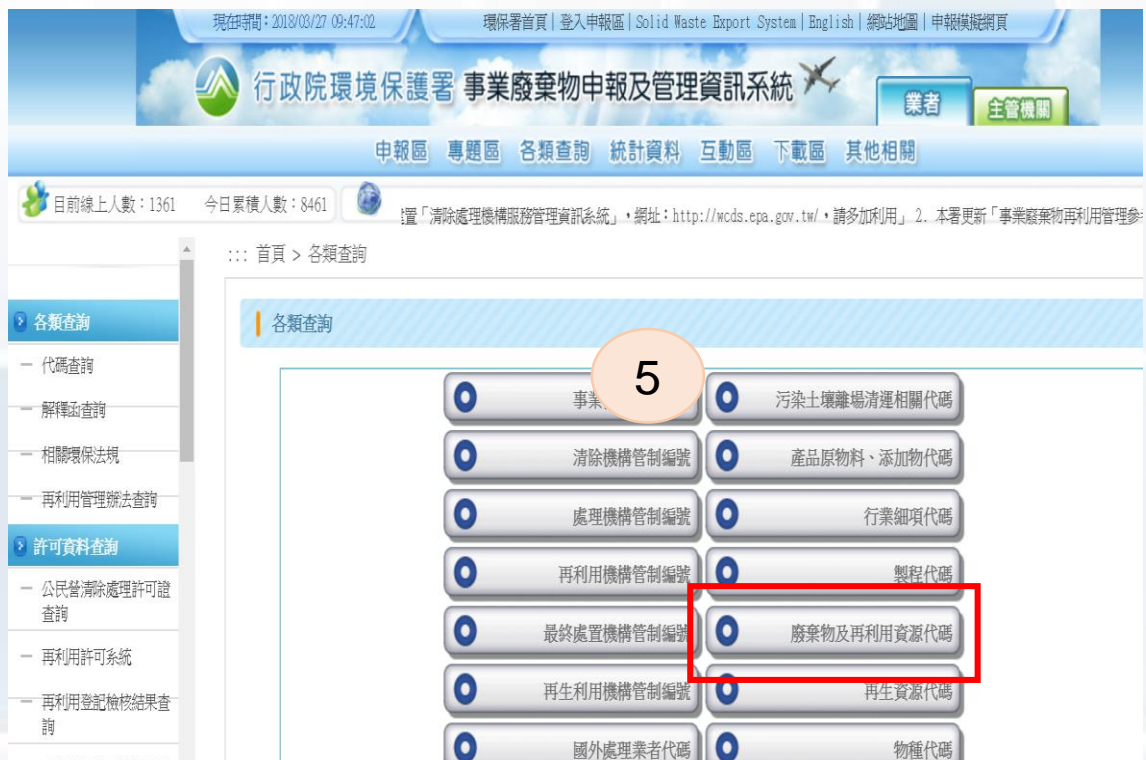 現在時間：2018/03/27 09:47:02
環保署首頁｜登入申報區｜Solid Waste Export System｜English｜網站地圖｜申報模擬網頁
行政院環境保護署 事業廢棄物申報及管理資訊系統
業者
主管機關
申報區 專題區 各類查詢 統計資料 互動區 下載區 其他相關
目前線上人數：1361 今日累積人數：8461
置「清除處理機構服務管理資訊系統」，網址：http://wcds.epa.gov.tw/，請多加利用」 2. 本署更新「事業廢棄物再利用管理參
::: 首頁 > 各類查詢
各類查詢
代碼查詢
解釋函查詢
相關環保法規
再利用管理辦法查詢
許可資料查詢
公民營清除處理許可證
查詢
再利用許可系統
再利用登記檢核結果查
詢
各類查詢
5
事業
污染土壤離場清運相關代碼
清除機構管制編號
產品原物料、添加物代碼
處理機構管制編號
行業細項代碼
再利用機構管制編號
製程代碼
最終處置機構管制編號
廢棄物及再利用資源代碼
再生利用機構管制編號
再生資源代碼
國外處理業者代碼
物種代碼